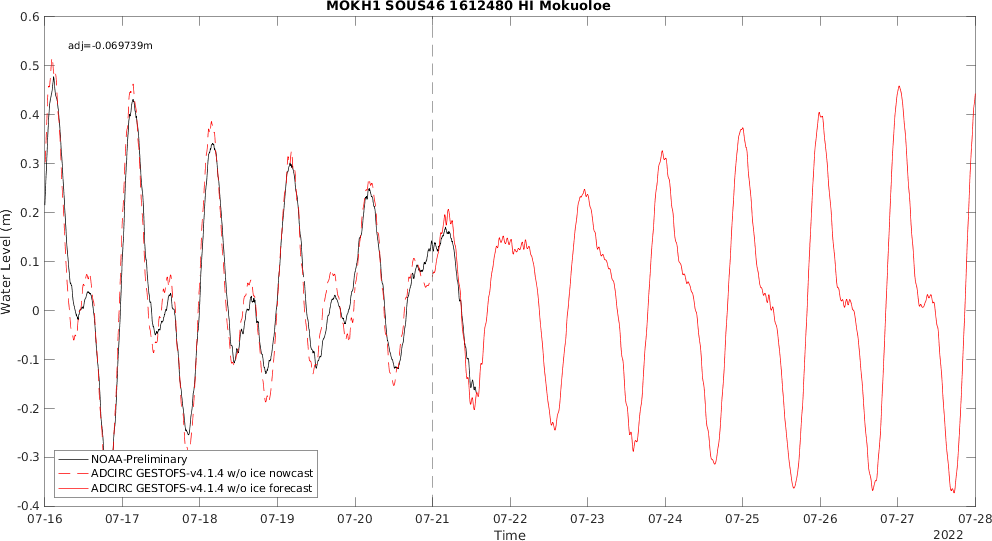 MOKH1 SOUS46 1612480 HI Mokuoloe
adj=-0.069739m
0.6
0.5
0.4
0.3
0.2
0.1
0
-0.1
-0.2
-0.3
-0.4
Water Level (m)
NOAA-Preliminary
ADCIRC GESTOFS-v4.1.4 w/o ice nowcast
ADCIRC GESTOFS-v4.1.4 w/o ice forecast
07-16 07-17 07-18 07-19 07-20 07-21 07-22 07-23 07-24 07-25 07-26 07-27 07-28
Time
2022